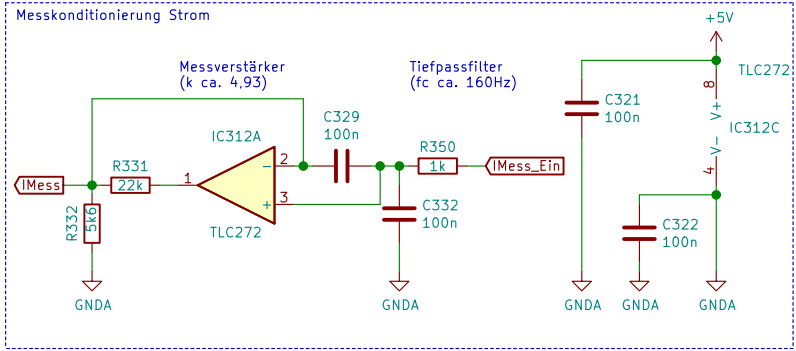 Messkonditionierung Strom
+5V
Messverstärker
(k ca. 4,93)
Tiefpassfilter
(fc ca. 160Hz)
TLC272
8
V+
IC312C
V-
4
C321
100n
C329
100n
IC312A
2
-
3
+
1
TLC272
R350
1k
IMess_Ein
R331
22k
IMess
R332
5k6
C332
100n
C322
100n
GNDA
GNDA
GNDA
GNDA
GNDA